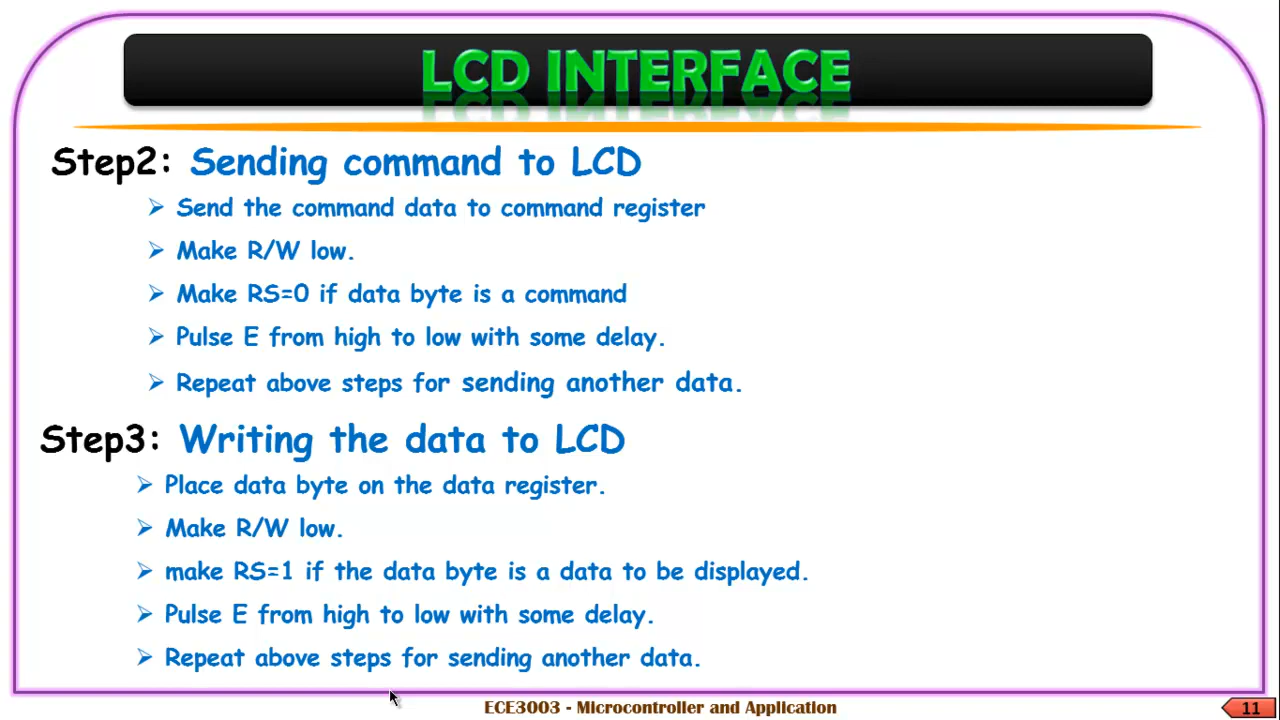 LCD INTERFACE
Step2: Sending command to LCD
➢ Send the command data to command register
➢ Make R/W low.
➢ Make RS=0 if data byte is a command
➢ Pulse E from high to low with some delay.
➢ Repeat above steps for sending another data.
Step3: Writing the data to LCD
➢ Place data byte on the data register.
➢ Make R/W low.
➢ make RS=1 if the data byte is a data to be displayed.
➢ Pulse E from high to low with some delay.
➢ Repeat above steps for sending another data.
ECE3003 - Microcontroller and Application
11